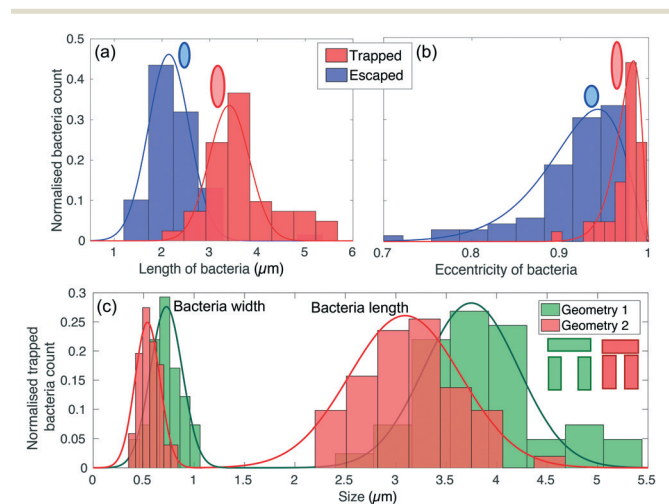 (a)
Trapped
Escaped
(b)
Normalised bacteria count
0.5
0.4
0.3
0.2
0.1
0
1 2 3 4 5 6
Length of bacteria (µm)
0.7 0.8 0.9 1
Eccentricity of bacteria
(c)
Bacteria width
Bacteria length
Geometry 1
Geometry 2
Normalised trapped
bacteria count
0.3
0.25
0.2
0.15
0.1
0.05
0
0 0.5 1 1.5 2 2.5 3 3.5 4 4.5 5 5.5
Size (µm)